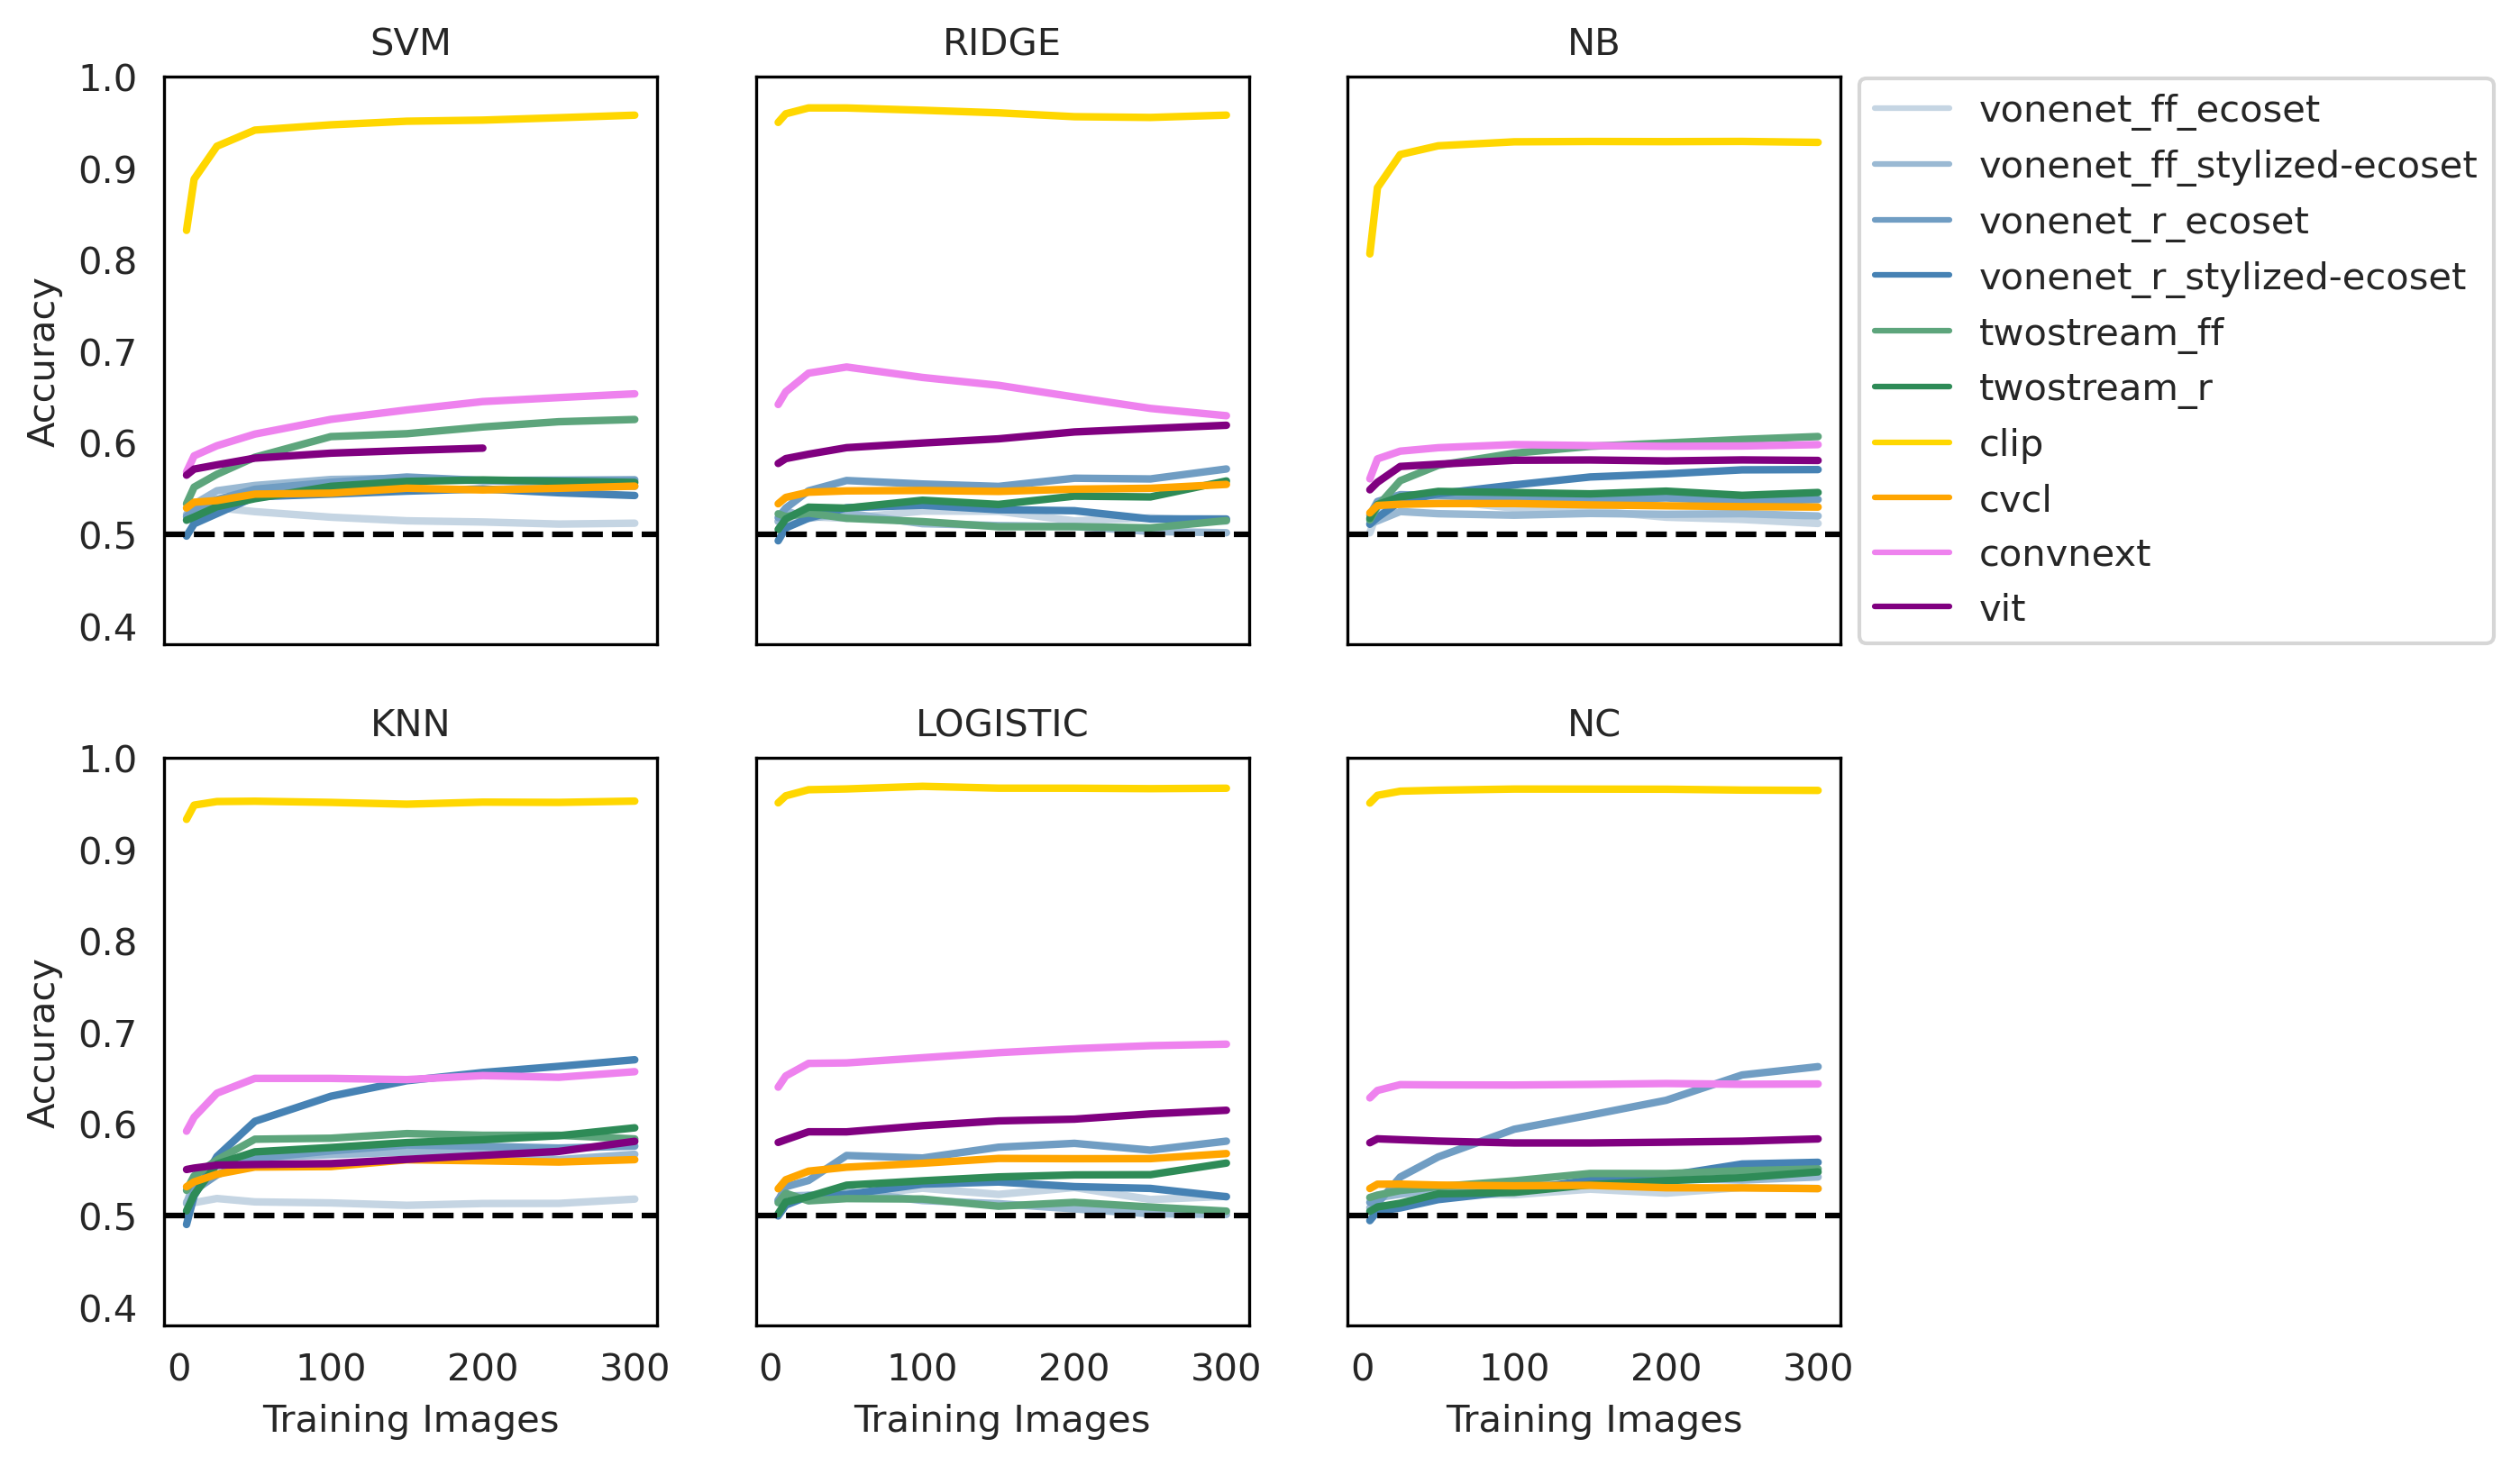 SVM
RIDGE
NB
1.0
0.9
0.8
0.7
0.6
0.5
0.4
Accuracy
vonenet_ff_ecoset
vonenet_ff_stylized-ecoset
vonenet_r_ecoset
vonenet_r_stylized-ecoset
twostream_ff
twostream_r
clip
cvcl
convnext
vit
KNN
LOGISTIC
NC
1.0
0.9
0.8
0.7
0.6
0.5
0.4
Accuracy
0 100 200 300
0 100 200 300
0 100 200 300
Training Images
Training Images
Training Images